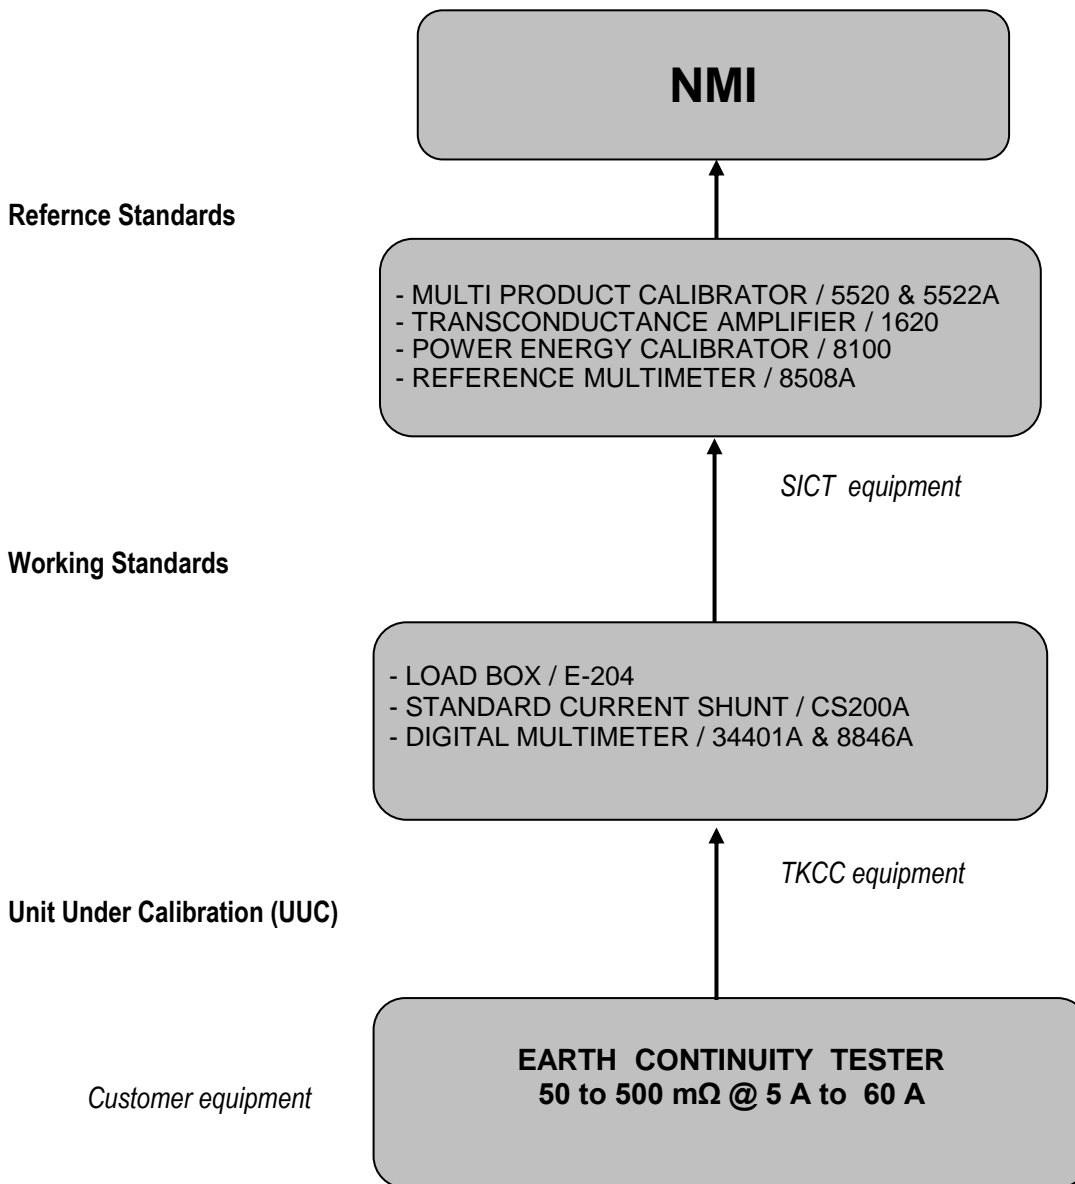 NMI
Refernce Standards
- MULTI PRODUCT CALIBRATOR / 5520 & 5522A
- TRANSCONDUCTANCE AMPLIFIER / 1620
- POWER ENERGY CALIBRATOR / 8100
- REFERENCE MULTIMETER / 8508A
SICT equipment
Working Standards
- LOAD BOX / E-204
- STANDARD CURRENT SHUNT / CS200A
- DIGITAL MULTIMETER / 34401A & 8846A
TKCC equipment
Unit Under Calibration (UUC)
EARTH CONTINUITY TESTER
50 to 500 mΩ @ 5 A to 60 A
Customer equipment